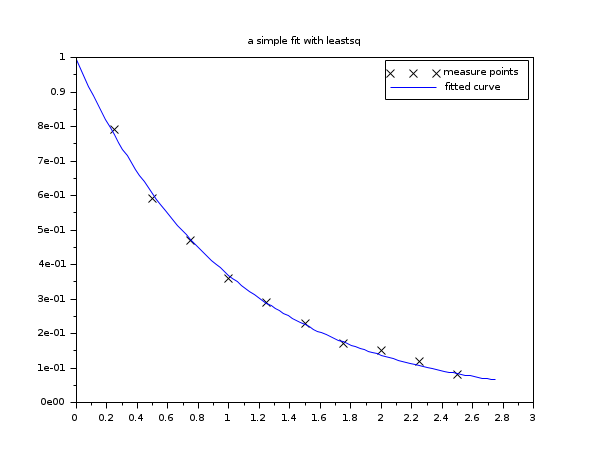 a simple fit with leastsq
measure points
fitted curve
1
0.9
8e-01
7e-01
6e-01
5e-01
4e-01
3e-01
2e-01
1e-01
0e00
0 0.2 0.4 0.6 0.8 1 1.2 1.4 1.6 1.8 2 2.2 2.4 2.6 2.8 3